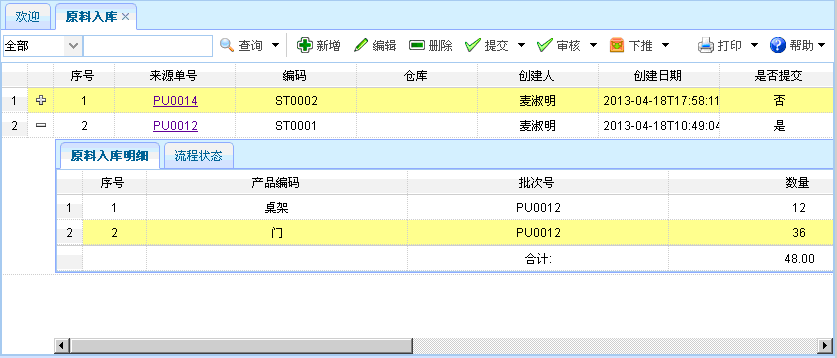 欢迎 原料入库
全部 查询 新增 编辑 删除 提交 审核 下推 打印 帮助
序号 来源单号 编码 仓库 创建人 创建日期 是否提交
1 1 PU0014 ST0002 麦淑明 2013-04-18T17:58:11 否
2 2 PU0012 ST0001 麦淑明 2013-04-18T10:49:04 是
原料入库明细 流程状态
序号 产品编码 批次号 数量
1 1 桌架 PU0012 12
2 2 门 PU0012 36
合计: 48.00